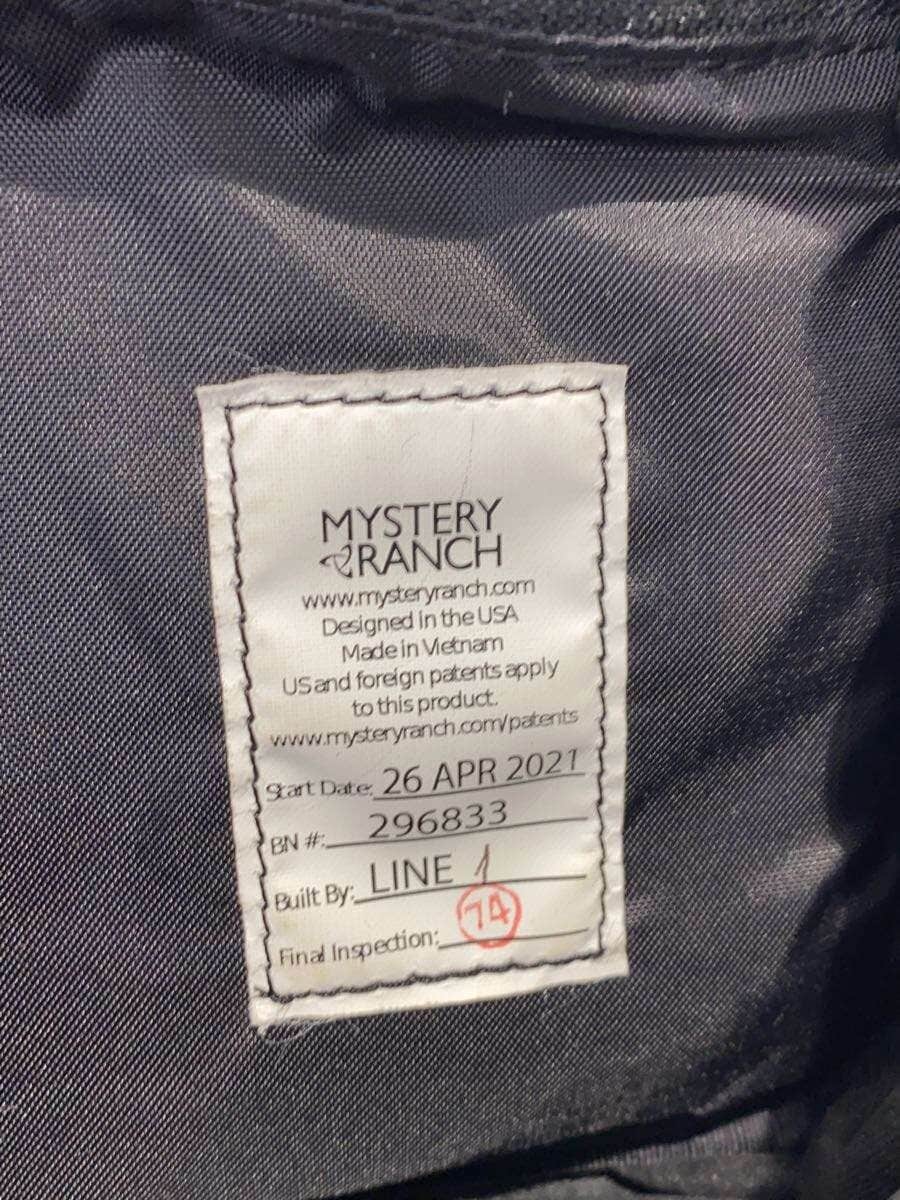 MYSTERY
RANCH
www.mysteryranch.com
Designed in the USA
Made in Vietnam
US and foreign patents apply
to this product.
www.mysteryranch.com/patents
Start Date: 26 APR 2021
BN #: 296833
Built By: LINE 1
Final Inspection: 74